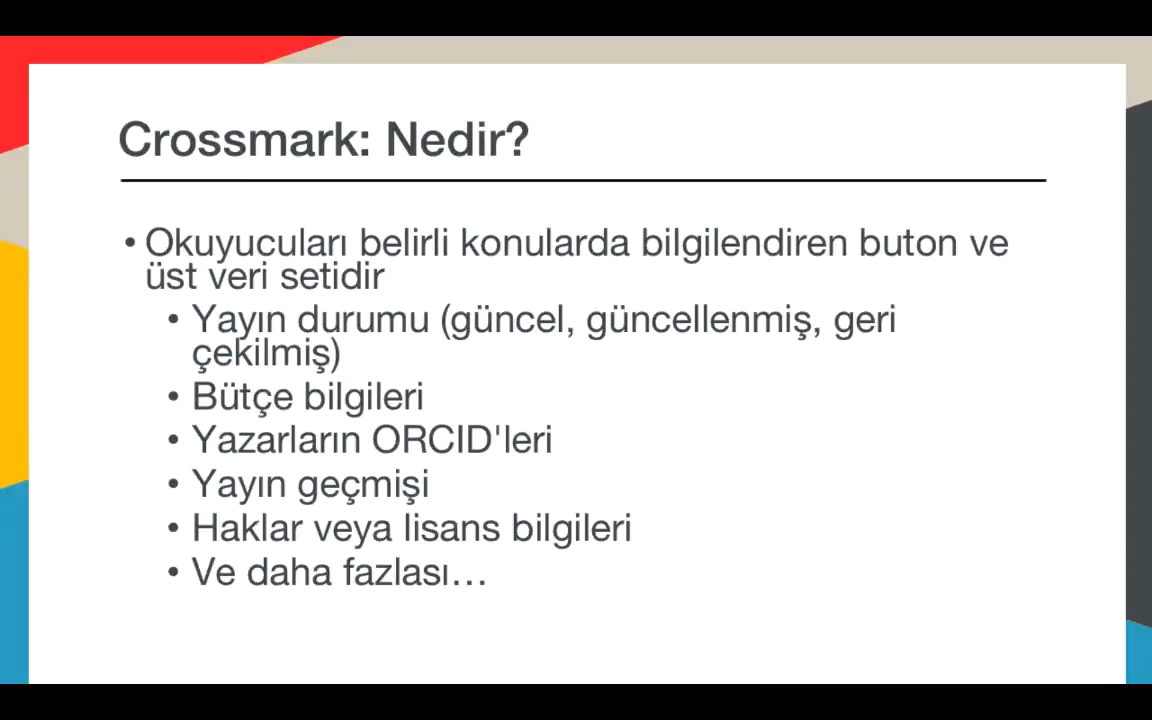 Crossmark: Nedir?
• Okuyucuları belirli konularda bilgilendiren buton ve
üst veri setidir
• Yayın durumu (güncel, güncellenmiş, geri
çekilmiş)
• Bütçe bilgileri
• Yazarların ORCID'leri
• Yayın geçmişi
• Haklar veya lisans bilgileri
• Ve daha fazlası…